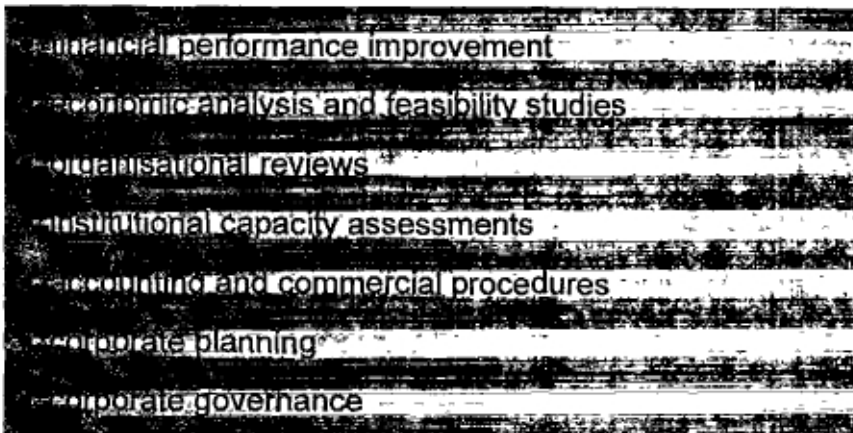 financial performance improvement
economic analysis and feasibility studies
organisational reviews
institutional capacity assessments
accounting and commercial procedures
corporate planning
corporate governance